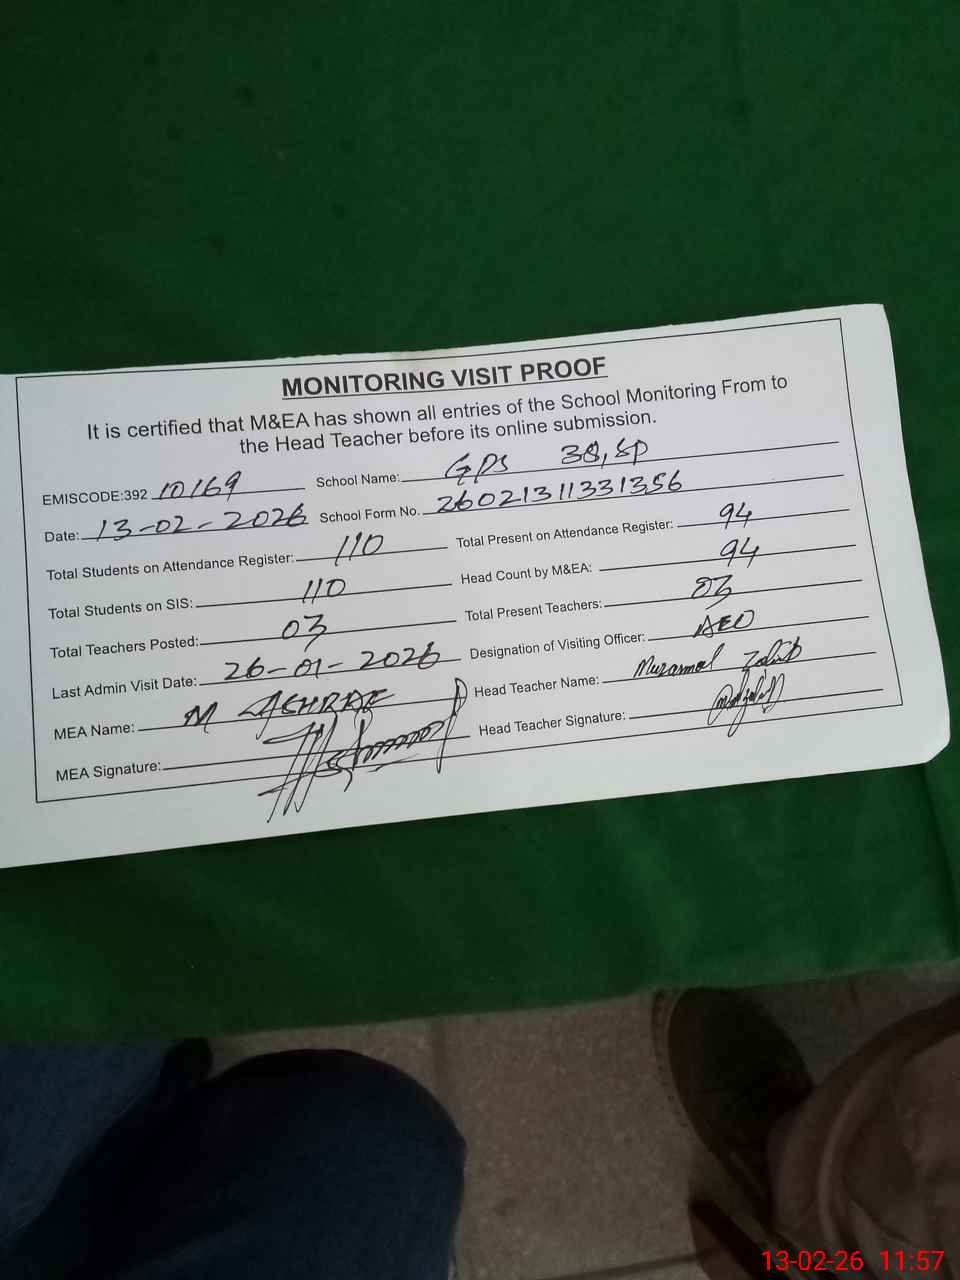 MONITORING VISIT PROOF
It is certified that M&EA has shown all entries of the School Monitoring From to
the Head Teacher before its online submission.
EMISCODE:392 10169 School Name: GPS 38,SP
Date: 13-02-2026 School Form No. 26021311331356
Total Students on Attendance Register: 110 Total Present on Attendance Register: 94
Total Students on SIS: 110 Head Count by M&EA: 94
Total Teachers Posted: 03 Total Present Teachers: 03
Last Admin Visit Date: 26-01-2026 Designation of Visiting Officer: AEO
MEA Name: M ASHRAF Head Teacher Name: Muzamal
MEA Signature: Head Teacher Signature:
13-02-26 11:57